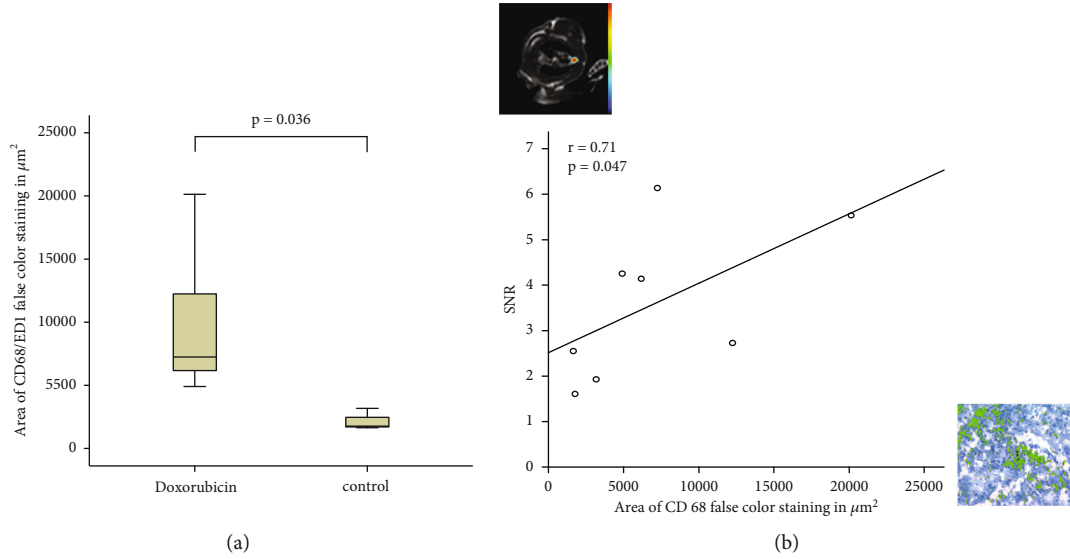 Area of CD68/ED1 false color staining in μm²
25000
20000
15000
10000
5500
0
p = 0.036
Doxorubicin
control
(a)
SNR
7
6
5
4
3
2
1
0
r = 0.71
p = 0.047
0
5000
10000
15000
20000
25000
Area of CD 68 false color staining in μm²
(b)